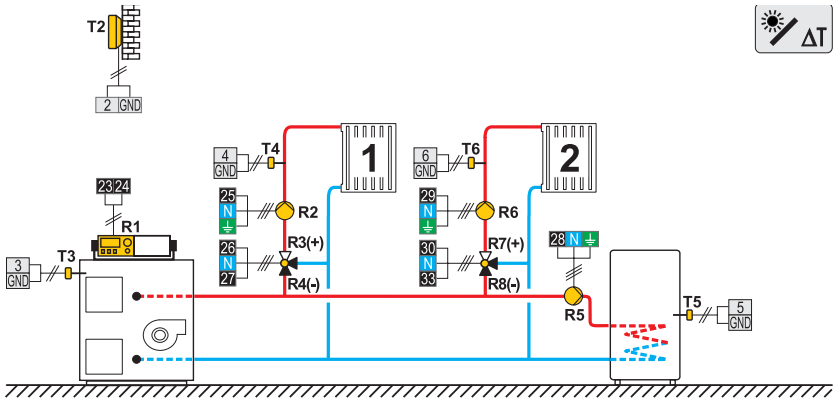 T2
ΔT
2 GND
4 T4
GND
1
6 T6
GND
2
23 24
R1
25
N
R2
29
N
R6
26
N
27
R3(+)
R4(-)
30
N
33
R7(+)
R8(-)
28 N
3 T3
GND
R5
T5 5
GND